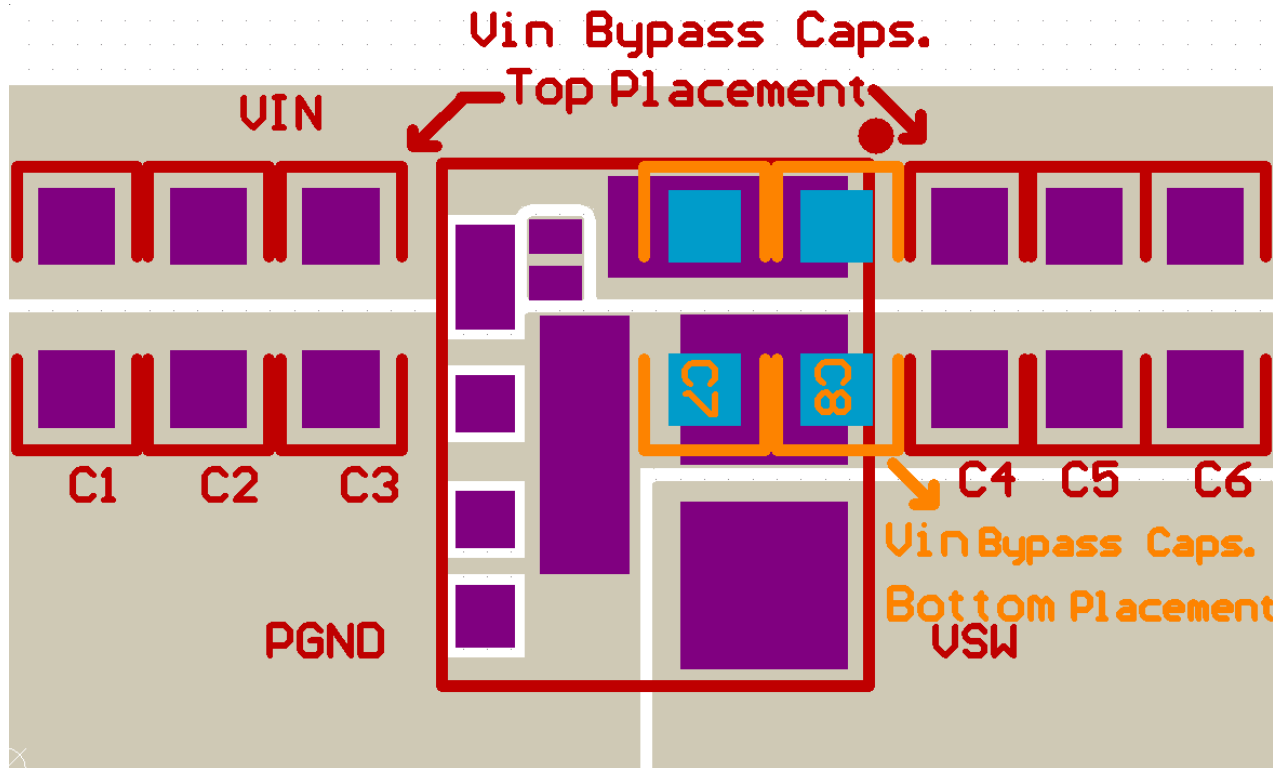 Vin Bypass Caps.
Top Placement
VIN
C7
C8
C1
C2
C3
C4
C5
C6
Vin Bypass Caps.
Bottom Placement
PGND
VSW